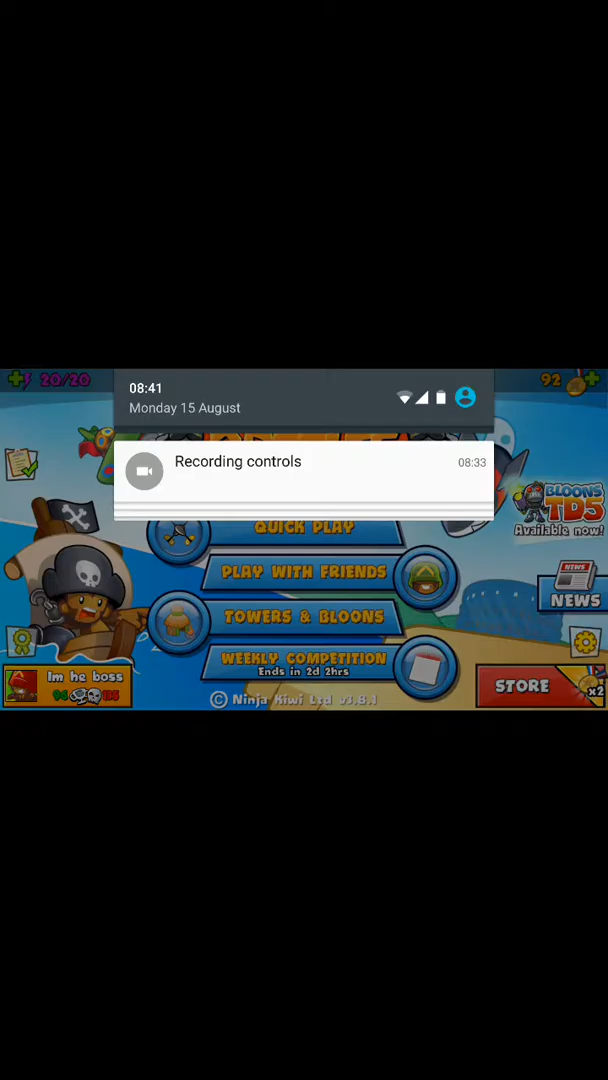 20/20
08:41
92
Monday 15 August
Recording controls
08:33
BLOONS
TD5
Available now!
QUICK PLAY
PLAY WITH FRIENDS
NEWS
NEWS
TOWERS & BLOONS
WEEKLY COMPETITION
Ends in 2d 2hrs
Im he boss
STORE
x2
© Ninja Kiwi Ltd v3.8.1